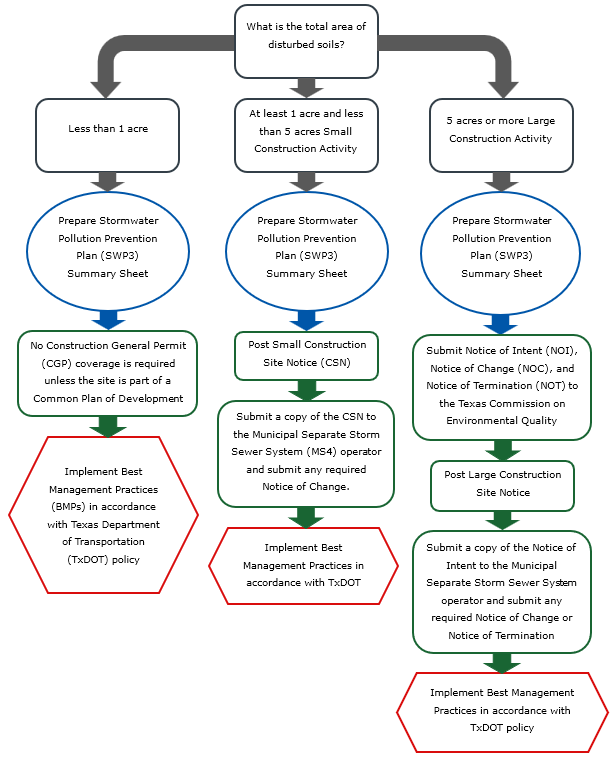 What is the total area of
disturbed soils?
Less than 1 acre
At least 1 acre and less
than 5 acres Small
Construction Activity
5 acres or more Large
Construction Activity
Prepare Stormwater
Pollution Prevention
Plan (SWP3)
Summary Sheet
Prepare Stormwater
Pollution Prevention
Plan (SWP3)
Summary Sheet
Prepare Stormwater
Pollution Prevention
Plan (SWP3)
Summary Sheet
No Construction General Permit
(CGP) coverage is required
unless the site is part of a
Common Plan of Development
Implement Best
Management Practices
(BMPs) in accordance
with Texas Department
of Transportation
(TxDOT) policy
Post Small Construction
Site Notice (CSN)
Submit a copy of the CSN to
the Municipal Separate Storm
Sewer System (MS4) operator
and submit any required
Notice of Change.
Implement Best
Management Practices in
accordance with TxDOT
Submit Notice of Intent (NOI),
Notice of Change (NOC), and
Notice of Termination (NOT) to
the Texas Commission on
Environmental Quality
Post Large Construction
Site Notice
Submit a copy of the Notice of
Intent to the Municipal
Separate Storm Sewer System
operator and submit any
required Notice of Change or
Notice of Termination
Implement Best Management
Practices in accordance with
TxDOT policy